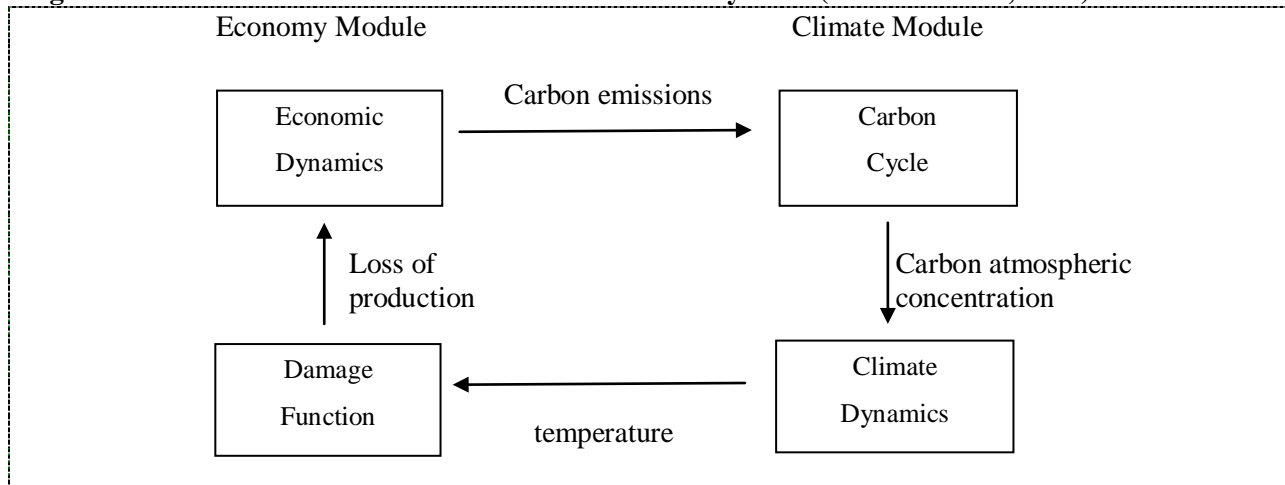 Economy Module
Climate Module
Carbon emissions
Economic
Dynamics
Carbon
Cycle
Loss of
production
Carbon atmospheric
concentration
Damage
Function
Climate
Dynamics
temperature